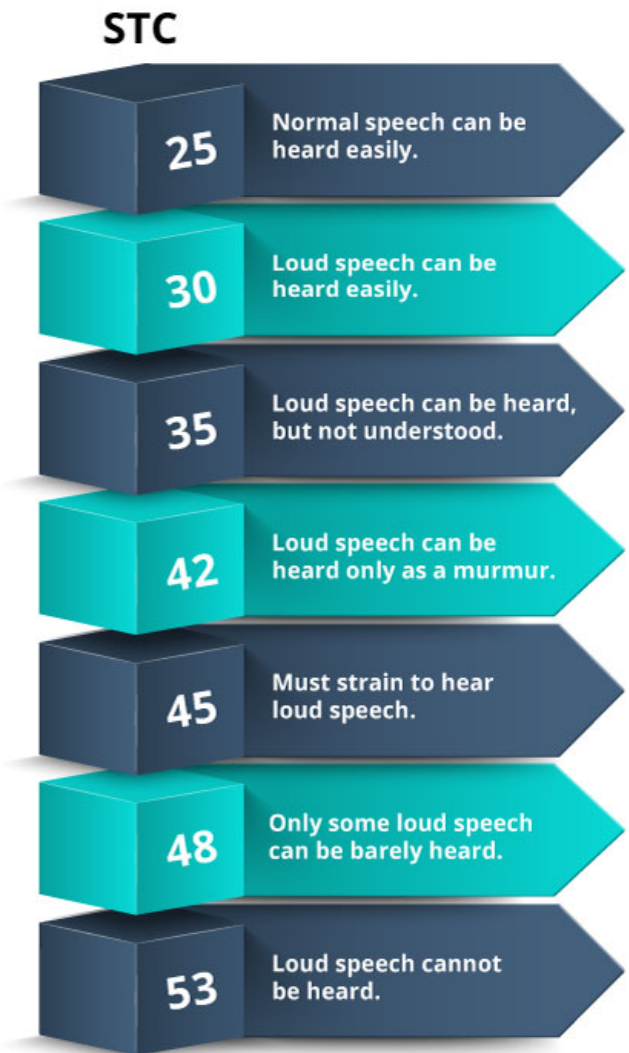 STC
25
Normal speech can be
heard easily.
30
Loud speech can be
heard easily.
35
Loud speech can be heard,
but not understood.
42
Loud speech can be
heard only as a murmur.
45
Must strain to hear
loud speech.
48
Only some loud speech
can be barely heard.
53
Loud speech cannot
be heard.